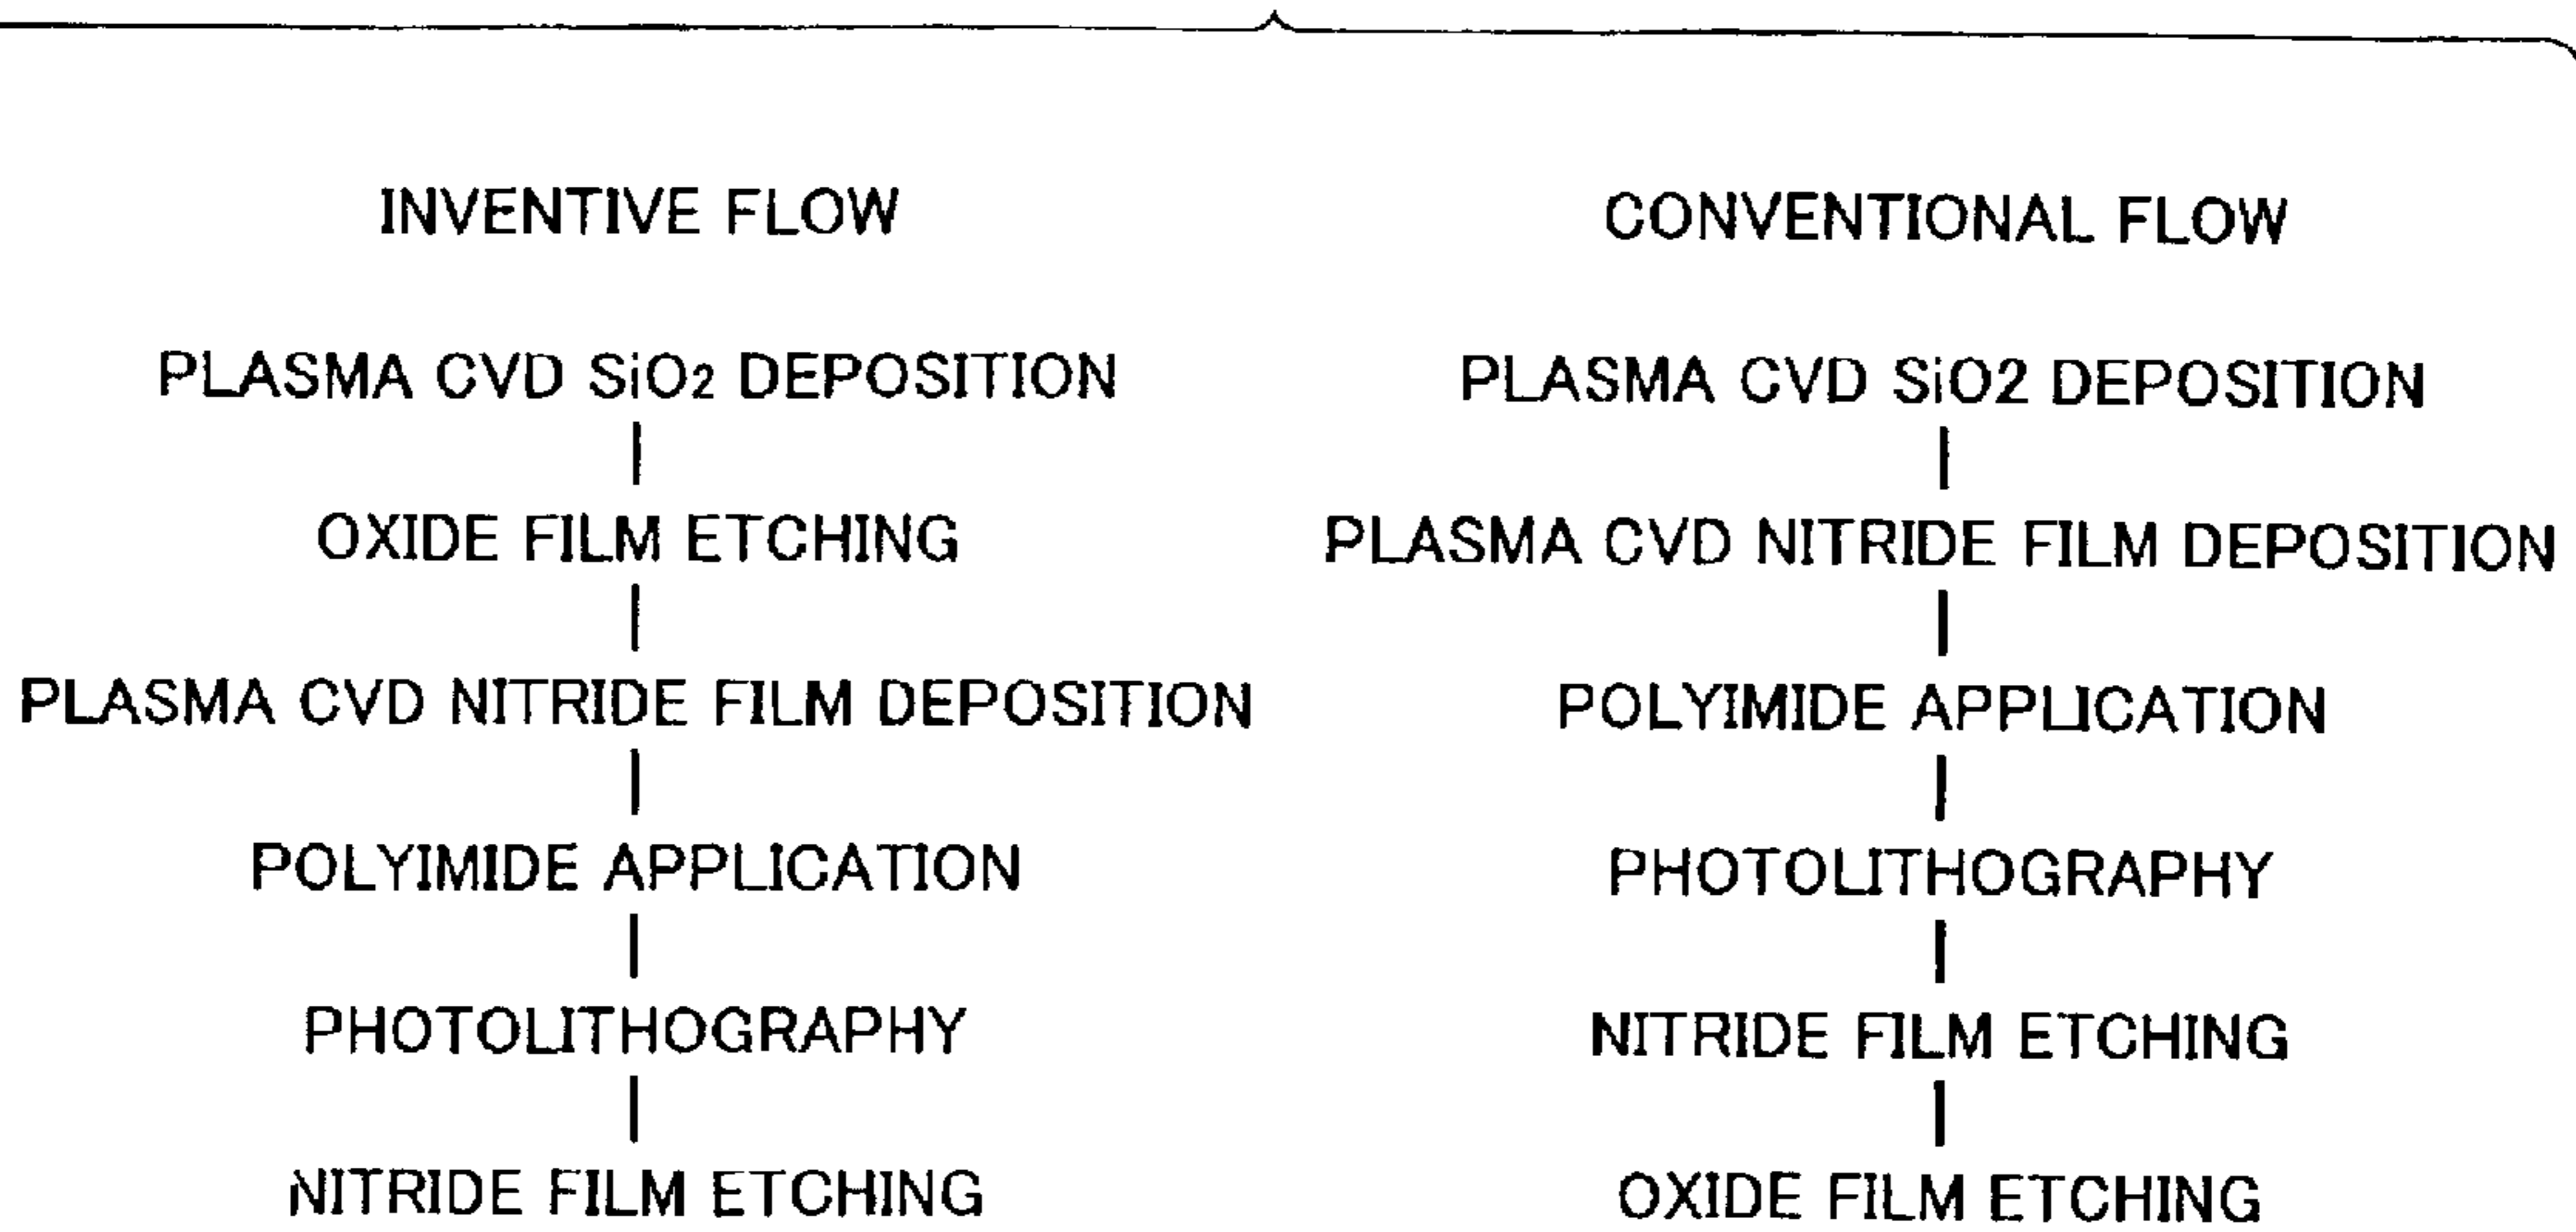 INVENTIVE FLOW
PLASMA CVD SiO2 DEPOSITION
OXIDE FILM ETCHING
PLASMA CVD NITRIDE FILM DEPOSITION
POLYIMIDE APPLICATION
PHOTOLITHOGRAPHY
NITRIDE FILM ETCHING
CONVENTIONAL FLOW
PLASMA CVD SiO2 DEPOSITION
PLASMA CVD NITRIDE FILM DEPOSITION
POLYIMIDE APPLICATION
PHOTOLITHOGRAPHY
NITRIDE FILM ETCHING
OXIDE FILM ETCHING